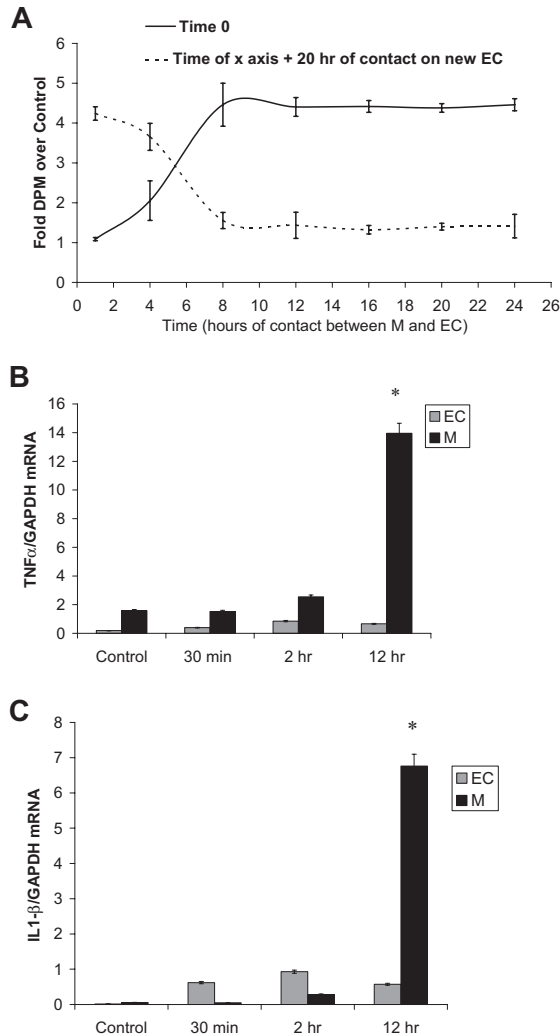 A
Time 0
Time of x axis + 20 hr of contact on new EC
Fold DPM over Control
6
5
4
3
2
1
0
0 2 4 6 8 10 12 14 16 18 20 22 24 26
Time (hours of contact between M and EC)
B
TNFα/GAPDH mRNA
16
14
12
10
8
6
4
2
0
*
EC
M
Control 30 min 2 hr 12 hr
C
IL1-β/GAPDH mRNA
8
7
6
5
4
3
2
1
0
*
EC
M
Control 30 min 2 hr 12 hr